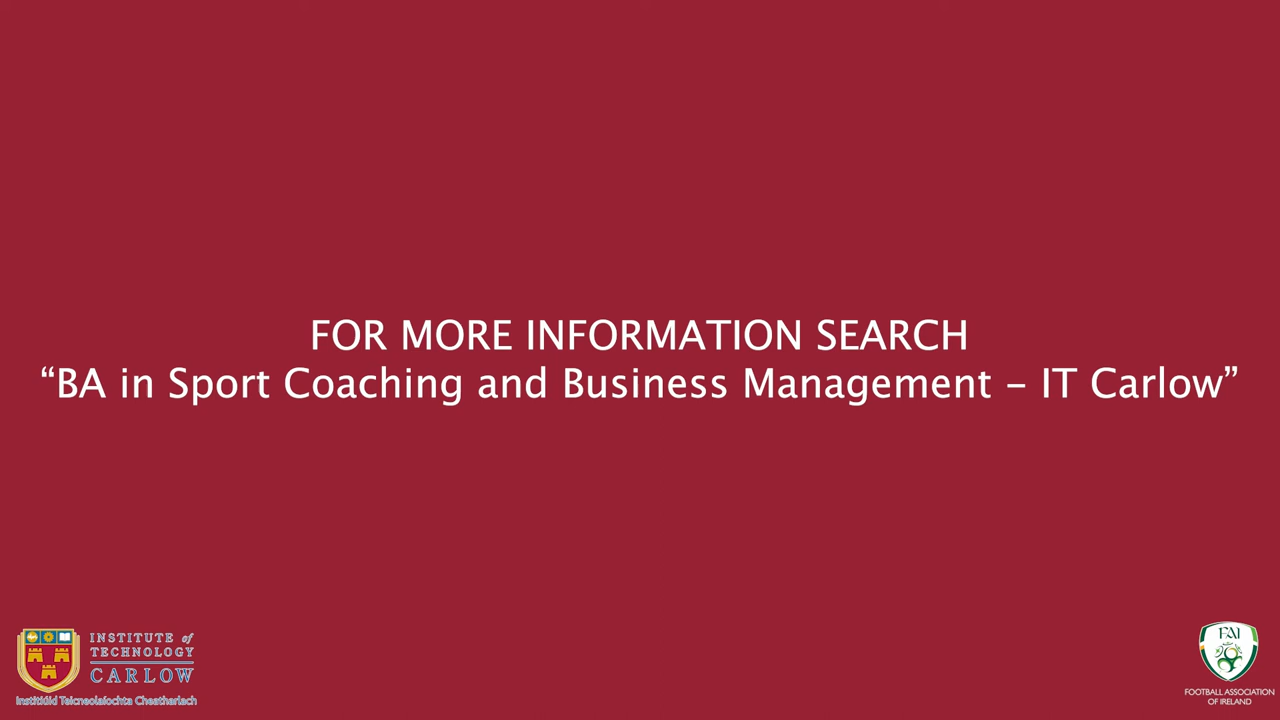 FOR MORE INFORMATION SEARCH
“BA in Sport Coaching and Business Management – IT Carlow”
INSTITUTE of
TECHNOLOGY
CARLOW
Institiúid Teicneolaíochta Cheatharlach
FAI
FOOTBALL ASSOCIATION
OF IRELAND